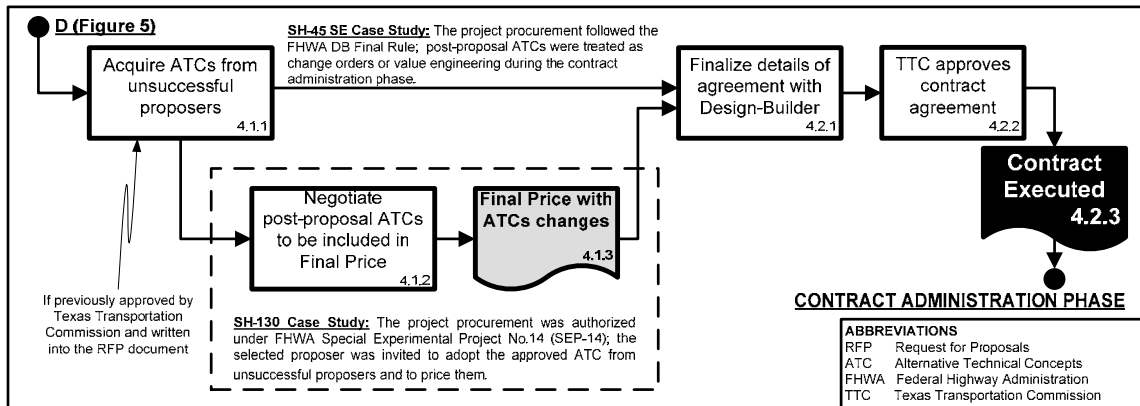 D (Figure 5)
SH-45 SE Case Study: The project procurement followed the
FHWA DB Final Rule; post-proposal ATCs were treated as
change orders or value engineering during the contract
administration phase.
Acquire ATCs from
unsuccessful
proposers
4.1.1
Finalize details of
agreement with
Design-Builder
4.2.1
TTC approves
contract
agreement
4.2.2
Contract
Executed
4.2.3
Negotiate
post-proposal ATCs
to be included in
Final Price
4.1.2
Final Price with
ATCs changes
4.1.3
If previously approved by
Texas Transportation
Commission and written
into the RFP document
SH-130 Case Study: The project procurement was authorized
under FHWA Special Experimental Project No.14 (SEP-14); the
selected proposer was invited to adopt the approved ATC from
unsuccessful proposers and to price them.
CONTRACT ADMINISTRATION PHASE
ABBREVIATIONS
RFP Request for Proposals
ATC Alternative Technical Concepts
FHWA Federal Highway Administration
TTC Texas Transportation Commission